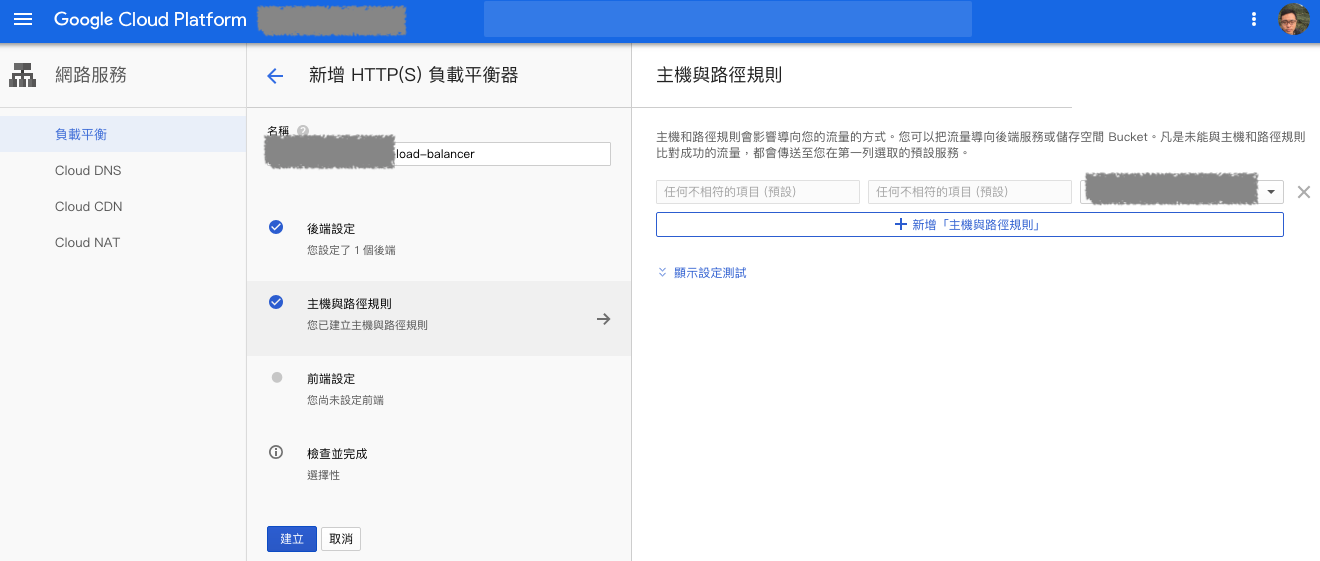 Google Cloud Platform
網路服務
新增 HTTP(S) 負載平衡器
主機與路徑規則
負載平衡
Cloud DNS
Cloud CDN
Cloud NAT
名稱
load-balancer
後端設定
您設定了 1 個後端
主機與路徑規則
您已建立主機與路徑規則
前端設定
您尚未設定前端
檢查並完成
選擇性
建立 取消
主機和路徑規則會影響導向您的流量的方式。您可以把流量導向後端服務或儲存空間 Bucket。凡是未能與主機和路徑規則
比對成功的流量，都會傳送至您在第一列選取的預設服務。
任何不相符的項目 (預設) 任何不相符的項目 (預設)
新增「主機與路徑規則」
顯示設定測試